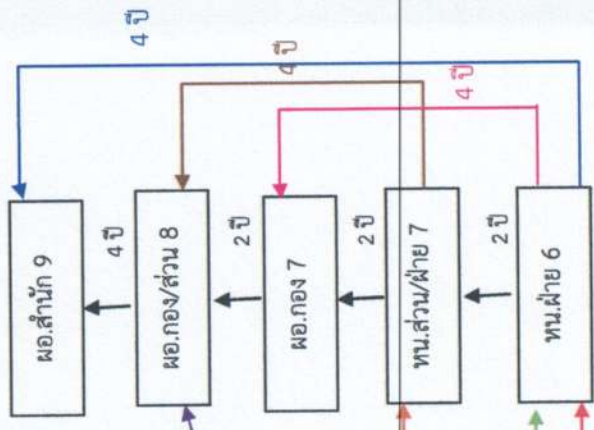 4 ปี
4 ปี
4 ปี
ผอ.สำนัก 9
4 ปี
ผอ.กอง/ส่วน 8
2 ปี
ผอ.กอง 7
2 ปี
หน.ส่วน/ฝ่าย 7
2 ปี
หน.ฝ่าย 6